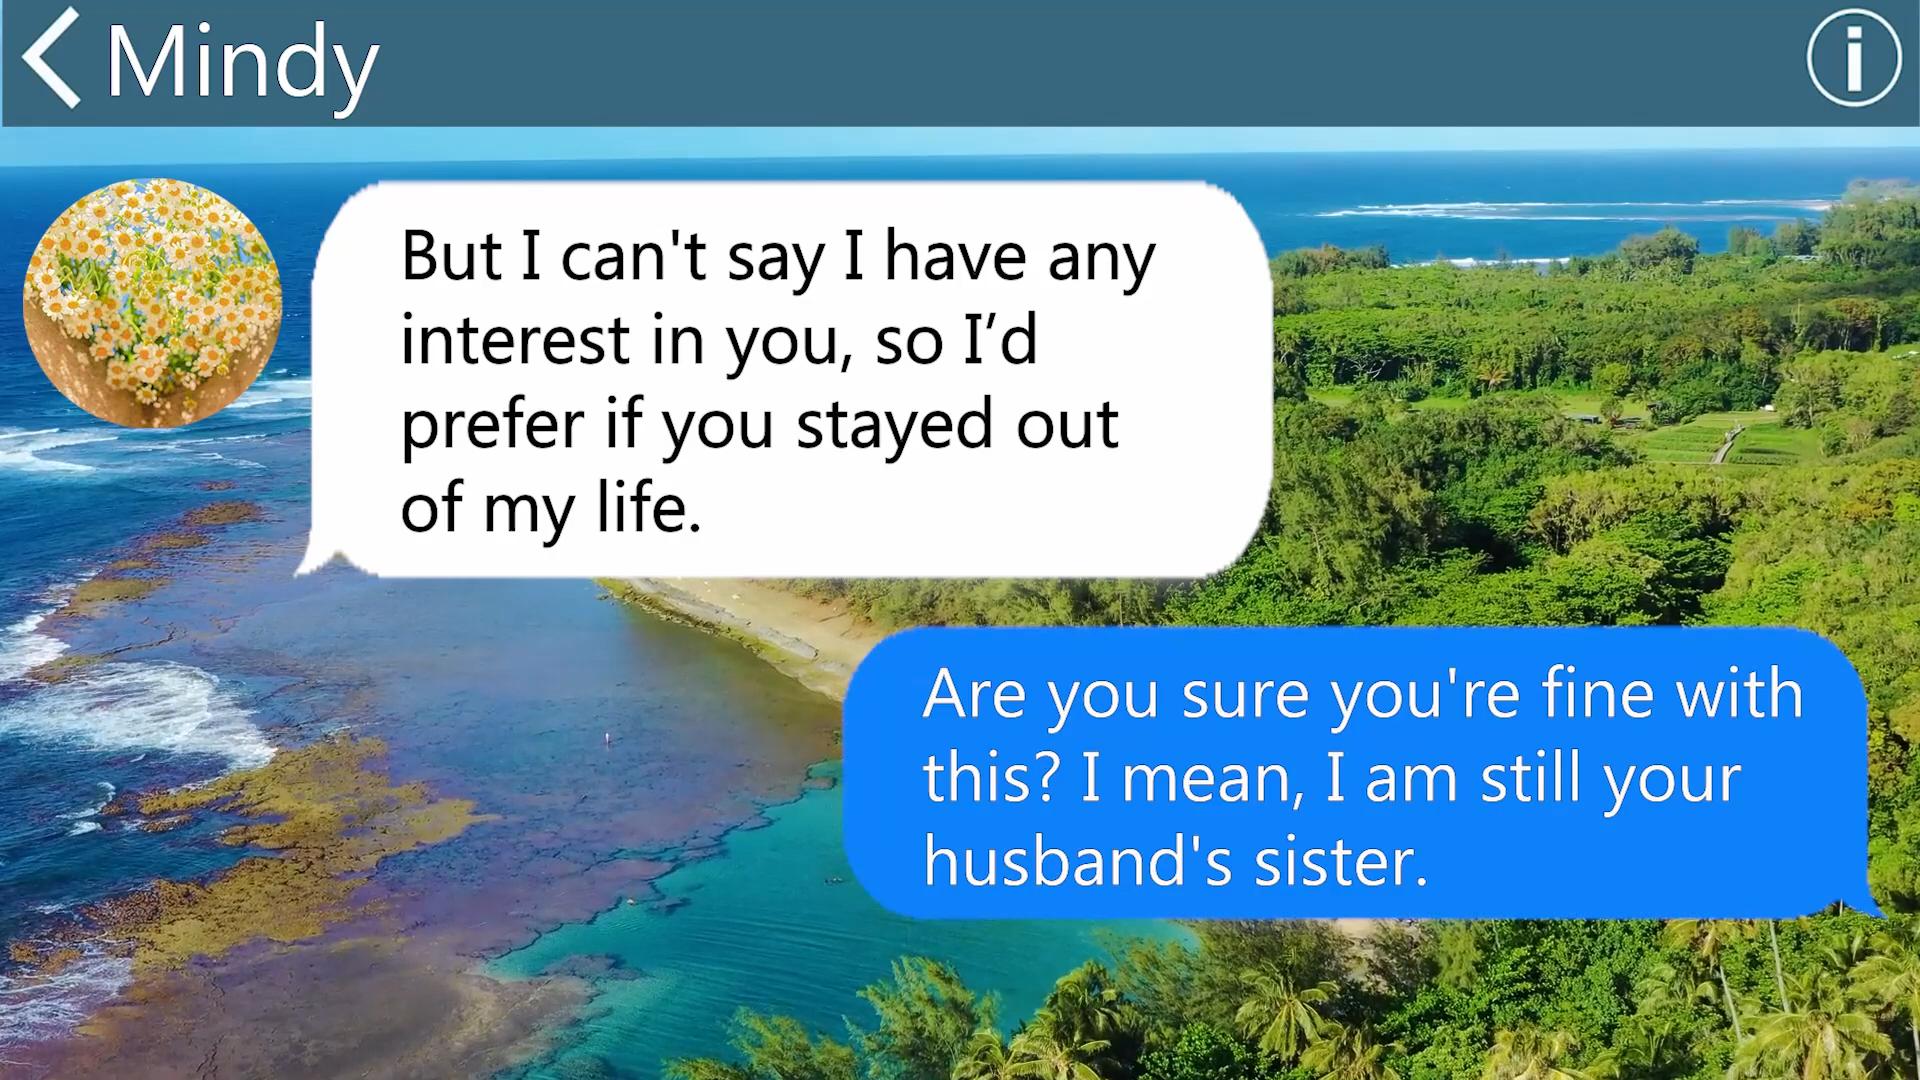 Mindy
But I can't say I have any
interest in you, so I’d
prefer if you stayed out
of my life.
Are you sure you're fine with
this? I mean, I am still your
husband's sister.